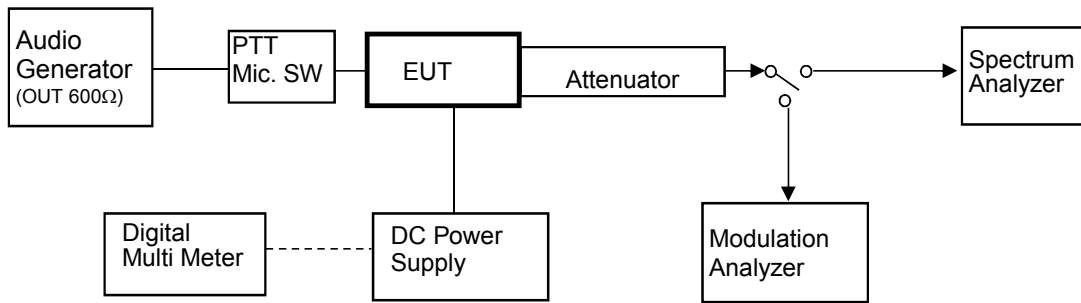 Audio
Generator
(OUT 600Ω)
PTT
Mic. SW
EUT
Attenuator
Spectrum
Analyzer
Digital
Multi Meter
DC Power
Supply
Modulation
Analyzer